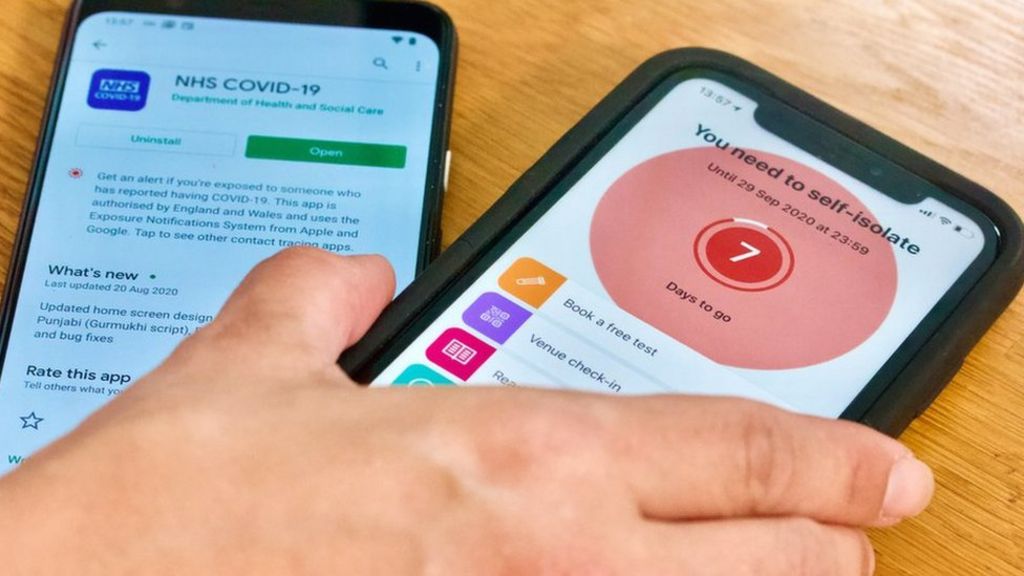 13:57
NHS
COVID-19
NHS COVID-19
Department of Health and Social Care
Uninstall
Open
Get an alert if you're exposed to someone who
has reported having COVID-19. This app is
authorised by England and Wales and uses the
Exposure Notifications System from Apple and
Google. Tap to see other contact tracing apps.
What's new
Last updated 20 Aug 2020
Updated home screen design
Punjabi (Gurmukhi script),
and bug fixes
Rate this app
Tell others what
13:57
You need to self-isolate
Until 29 Sep 2020 at 23:59
7
Days to go
Book a free test
Venue check-in